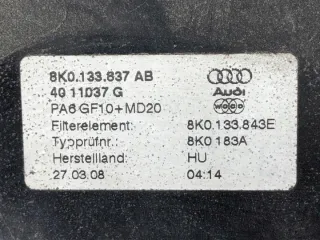 8K0.133.837 AB
40 11037 G
Audi
PA6 GF10+MD20
Filterelement: 8K0.133.843E
Typprüfnr.: 8K0 183A
Herstellland: HU
27.03.08 04:14